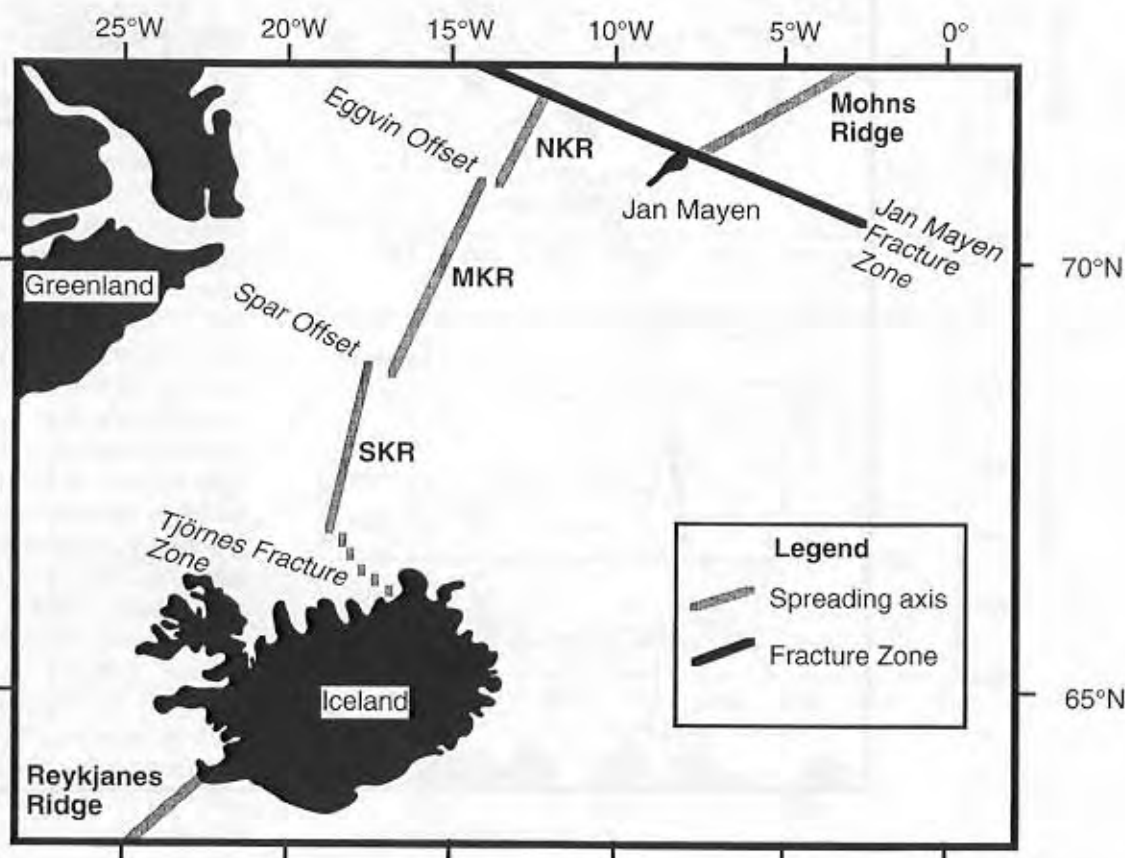 25°W 20°W 15°W 10°W 5°W 0°
Eggvin Offset
NKR
Mohns
Ridge
Jan Mayen
Jan Mayen
Fracture
Zone
70°N
Greenland
MKR
Spar Offset
SKR
Tjörnes Fracture
Zone
Legend
Spreading axis
Fracture Zone
Iceland
65°N
Reykjanes
Ridge